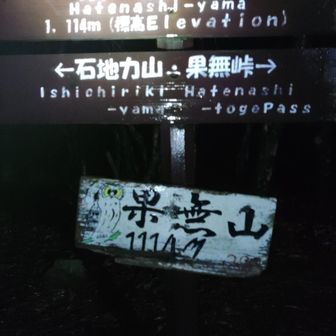 Hatenashi-yama
1,114m (標高Elevation)
←石地力山・果無峠→
Ishichiriki Hatenashi
-yama -togePass
果無山
1114m